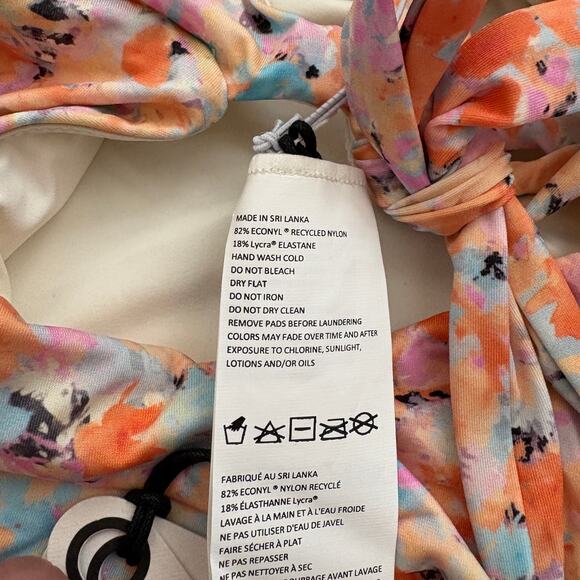 MADE IN SRI LANKA
82% ECONYL ® RECYCLED NYLON
18% Lycra® ELASTANE
HAND WASH COLD
DO NOT BLEACH
DRY FLAT
DO NOT IRON
DO NOT DRY CLEAN
REMOVE PADS BEFORE LAUNDERING
COLORS MAY FADE OVER TIME AND AFTER
EXPOSURE TO CHLORINE, SUNLIGHT,
LOTIONS AND/OR OILS
FABRIQUÉ AU SRI LANKA
82% ECONYL ® NYLON RECYCLÉ
18% ÉLASTHANNE Lycra®
LAVAGE À LA MAIN ET À L'EAU FROIDE
NE PAS UTILISER D'EAU DE JAVEL
FAIRE SÉCHER À PLAT
NE PAS REPASSER
NE PAS NETTOYER À SEC
AVANT LAVAGE